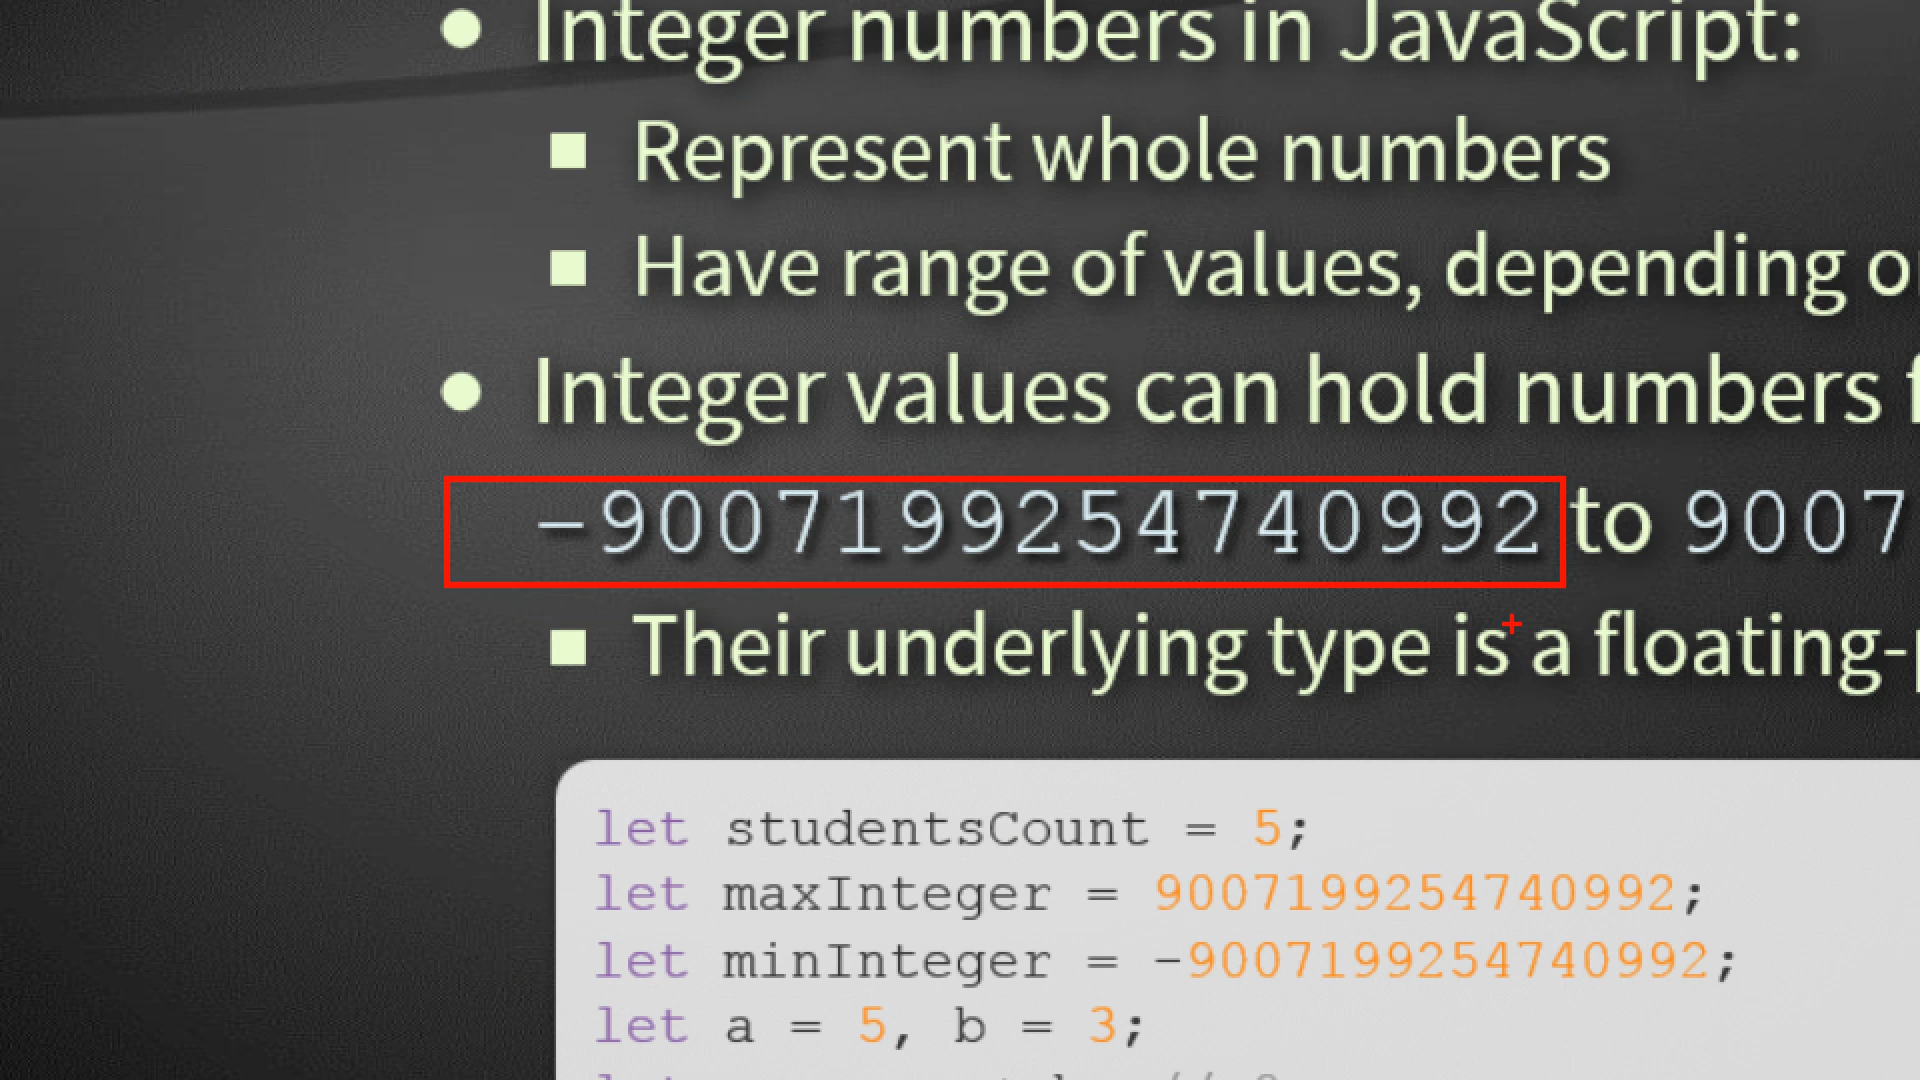 Integer numbers in JavaScript:
Represent whole numbers
Have range of values, depending
Integer values can hold numbers
-9007199254740992 to 9007
Their underlying type is a floating-
let studentsCount = 5;
let maxInteger = 9007199254740992;
let minInteger = -9007199254740992;
let a = 5, b = 3;